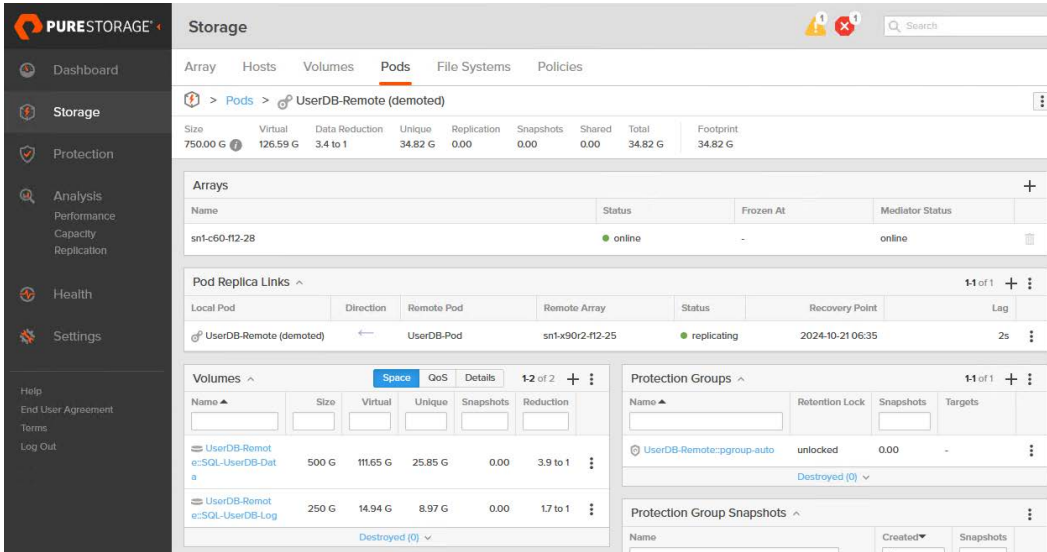 PURESTORAGE®
Storage
1
1
Search
Dashboard
Storage
Protection
Analysis
Performance
Capacity
Replication
Health
Settings
Help
End User Agreement
Terms
Log Out
Array Hosts Volumes Pods File Systems Policies
> Pods > UserDB-Remote (demoted)
Size Virtual Data Reduction Unique Replication Snapshots Shared Total Footprint
750.00 G 126.59 G 3.4 to 1 34.82 G 0.00 0.00 0.00 34.82 G 34.82 G
Arrays
Name Status Frozen At Mediator Status
sn1-c60-f12-28 online - online
Pod Replica Links 1-1 of 1
Local Pod Direction Remote Pod Remote Array Status Recovery Point Lag
UserDB-Remote (demoted) ← UserDB-Pod sn1-x90r2-f12-25 replicating 2024-10-21 06:35 2s
Volumes Space QoS Details 1-2 of 2
Name Size Virtual Unique Snapshots Reduction
UserDB-Remot
e::SQL-UserDB-Dat
a
500 G 111.65 G 25.85 G 0.00 3.9 to 1
UserDB-Remot
e::SQL-UserDB-Log
250 G 14.94 G 8.97 G 0.00 1.7 to 1
Destroyed (0)
Protection Groups 1-1 of 1
Name Retention Lock Snapshots Targets
UserDB-Remote::pgroup-auto unlocked 0.00 -
Destroyed (0)
Protection Group Snapshots
Name Created Snapshots